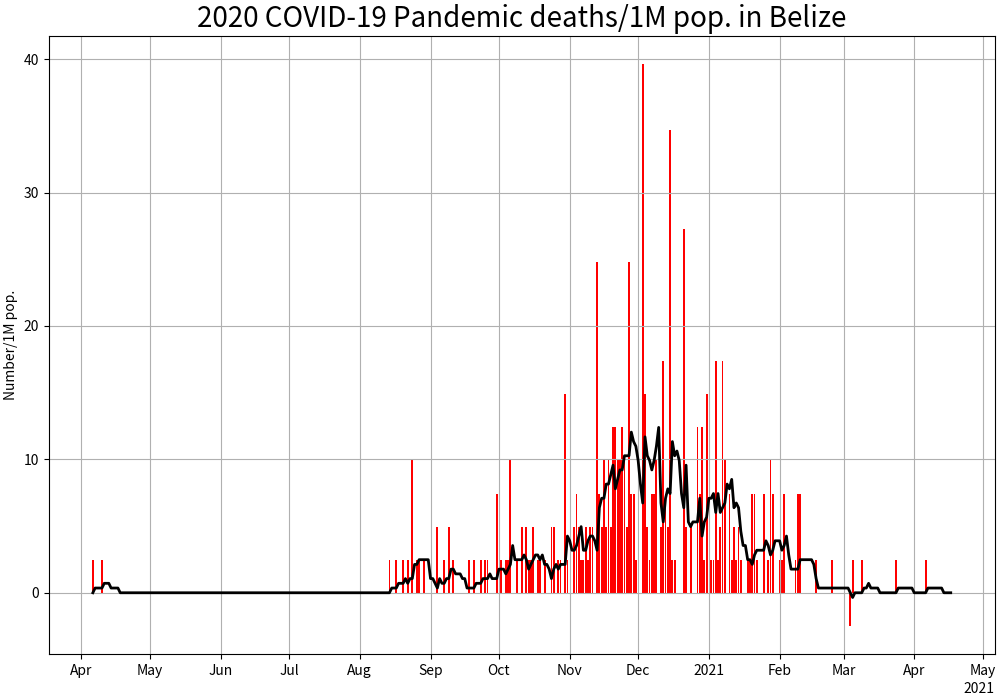 2020 COVID-19 Pandemic deaths/1M pop. in Belize
Number/1M pop.
40
30
20
10
0
Apr May Jun Jul Aug Sep Oct Nov Dec 2021 Feb Mar Apr May
2021